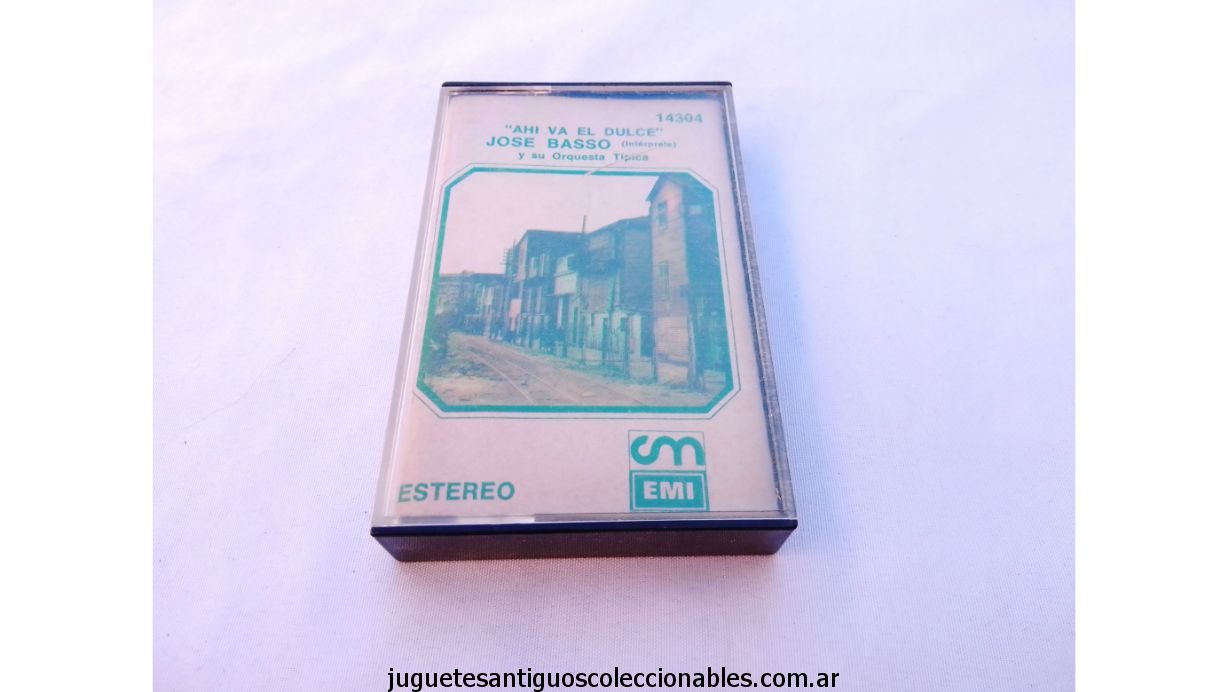 14304
"AHI VA EL DULCE"
JOSE BASSO (Intérprete)
y su Orquesta Típica
ESTEREO
EMI
juguetesantiguoscoleccionables.com.ar